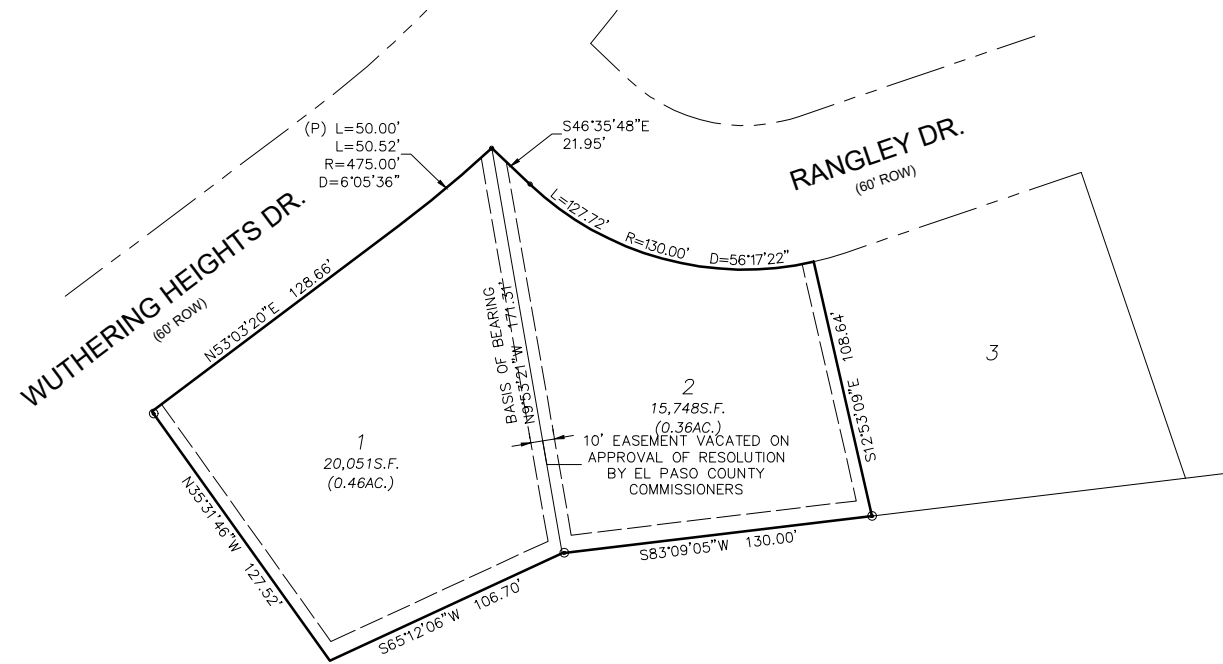 (P) L=50.00'
L=50.52'
R=475.00'
D=6°05'36"
S46°35'48"E
21.95'
RANGLEY DR.
(60' ROW)
WUTHERING HEIGHTS DR.
(60' ROW)
N53°03'20"E 128.66'
L=127.72'
R=130.00'
D=56°17'22"
BASIS OF BEARING
N9°53'21"W 171.31'
S12°53'09"E 108.64'
3
2
15,748S.F.
(0.36AC.)
10' EASEMENT VACATED ON
APPROVAL OF RESOLUTION
BY EL PASO COUNTY
COMMISSIONERS
1
20,051S.F.
(0.46AC.)
N35°31'46"W 127.52'
S65°12'06"W 106.70'
S83°09'05"W 130.00'